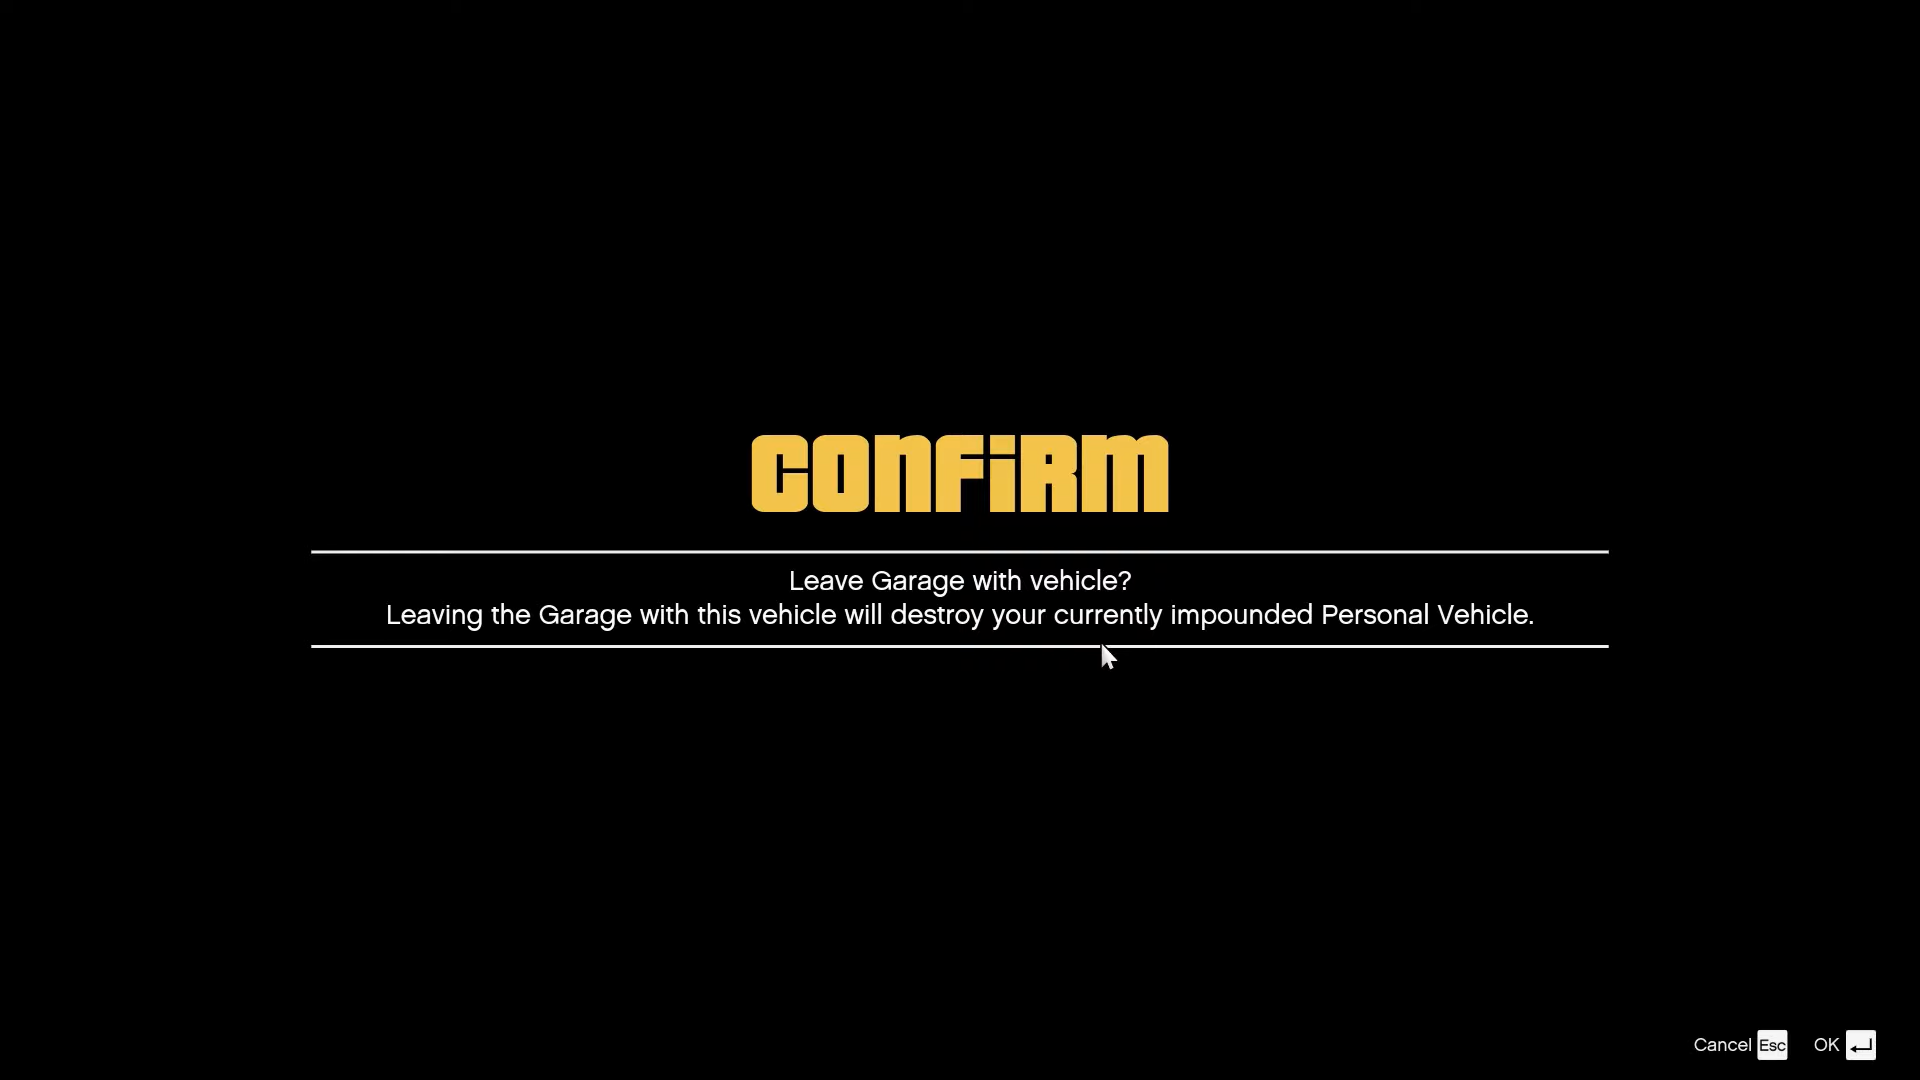 CONFIRM
Leave Garage with vehicle?
Leaving the Garage with this vehicle will destroy your currently impounded Personal Vehicle.
Cancel Esc OK